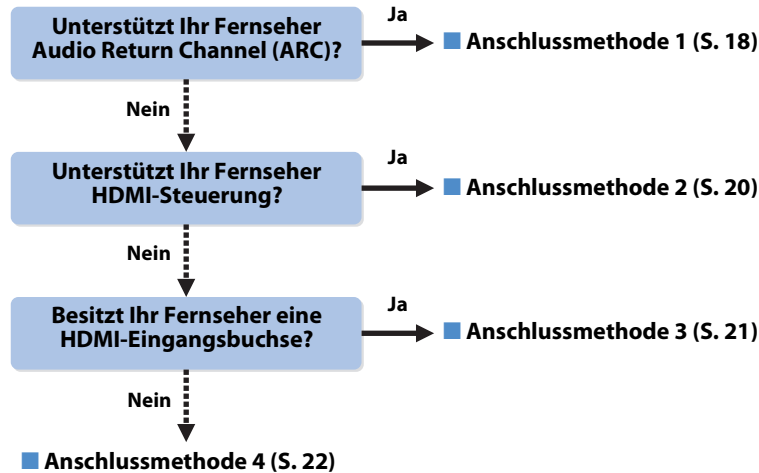 Unterstützt Ihr Fernseher
Audio Return Channel (ARC)?
Ja
Anschlussmethode 1 (S. 18)
Nein
Unterstützt Ihr Fernseher
HDMI-Steuerung?
Ja
Anschlussmethode 2 (S. 20)
Nein
Besitzt Ihr Fernseher eine
HDMI-Eingangsbuchse?
Ja
Anschlussmethode 3 (S. 21)
Nein
Anschlussmethode 4 (S. 22)